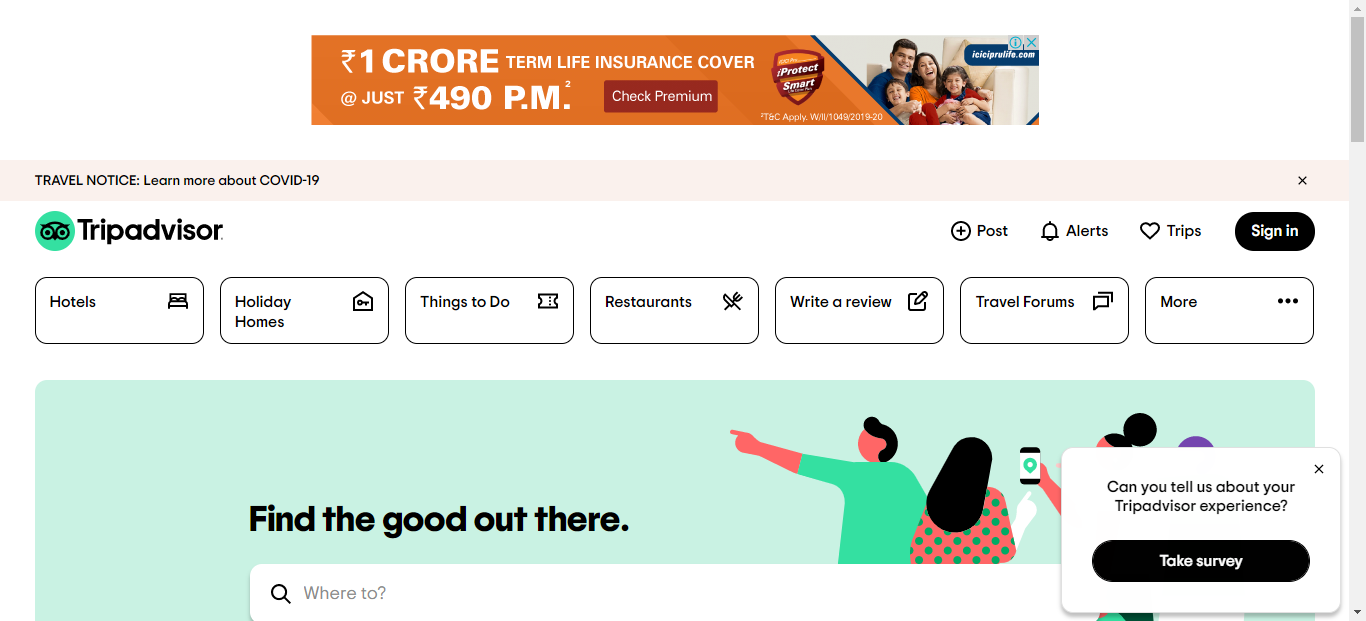 ₹1 CRORE TERM LIFE INSURANCE COVER
@ JUST ₹490 P.M.²
Check Premium
iProtect
Smart
iciciprulife.com
²T&C Apply. W/II/1049/2019-20
TRAVEL NOTICE: Learn more about COVID-19
Tripadvisor
Post
Alerts
Trips
Sign in
Hotels
Holiday
Homes
Things to Do
Restaurants
Write a review
Travel Forums
More
Find the good out there.
Where to?
Can you tell us about your
Tripadvisor experience?
Take survey